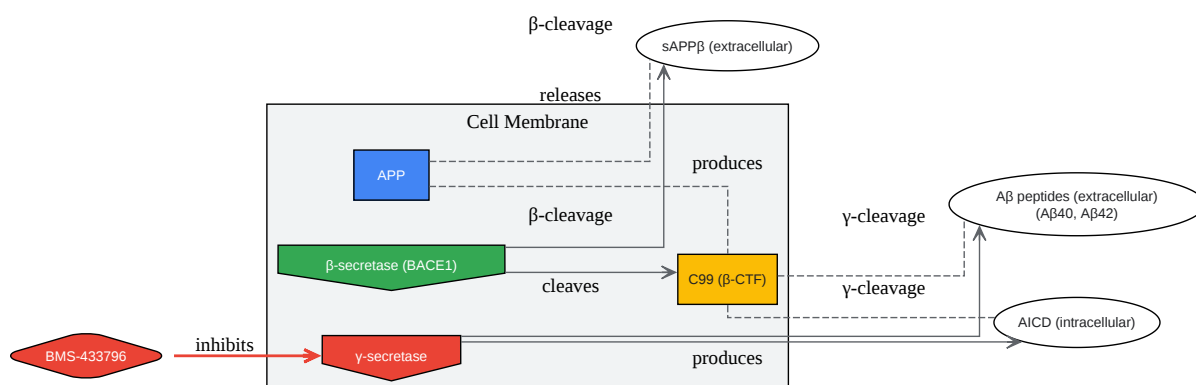 β-cleavage
sAPPβ (extracellular)
releases
Cell Membrane
APP
produces
Aβ peptides (extracellular)
(Aβ40, Aβ42)
β-cleavage
γ-cleavage
β-secretase (BACE1)
cleaves
C99 (β-CTF)
γ-cleavage
AICD (intracellular)
BMS-433796
inhibits
γ-secretase
produces